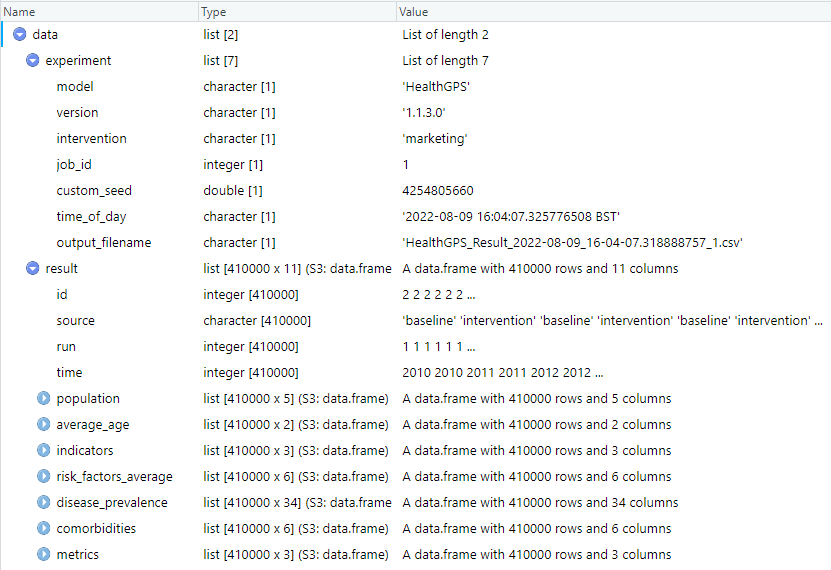 Name Type Value
data list [2] List of length 2
experiment list [7] List of length 7
model character [1] 'HealthGPS'
version character [1] '1.1.3.0'
intervention character [1] 'marketing'
job_id integer [1] 1
custom_seed double [1] 4254805660
time_of_day character [1] '2022-08-09 16:04:07.325776508 BST'
output_filename character [1] 'HealthGPS_Result_2022-08-09_16-04-07.318888757_1.csv'
result list [410000 x 11] (S3: data.frame A data.frame with 410000 rows and 11 columns
id integer [410000] 2 2 2 2 2 2 ...
source character [410000] 'baseline' 'intervention' 'baseline' 'intervention' 'baseline' 'intervention' ...
run integer [410000] 1 1 1 1 1 1 ...
time integer [410000] 2010 2010 2011 2011 2012 2012 ...
population list [410000 x 5] (S3: data.frame) A data.frame with 410000 rows and 5 columns
average_age list [410000 x 2] (S3: data.frame) A data.frame with 410000 rows and 2 columns
indicators list [410000 x 3] (S3: data.frame) A data.frame with 410000 rows and 3 columns
risk_factors_average list [410000 x 6] (S3: data.frame) A data.frame with 410000 rows and 6 columns
disease_prevalence list [410000 x 34] (S3: data.frame A data.frame with 410000 rows and 34 columns
comorbidities list [410000 x 6] (S3: data.frame) A data.frame with 410000 rows and 6 columns
metrics list [410000 x 3] (S3: data.frame) A data.frame with 410000 rows and 3 columns